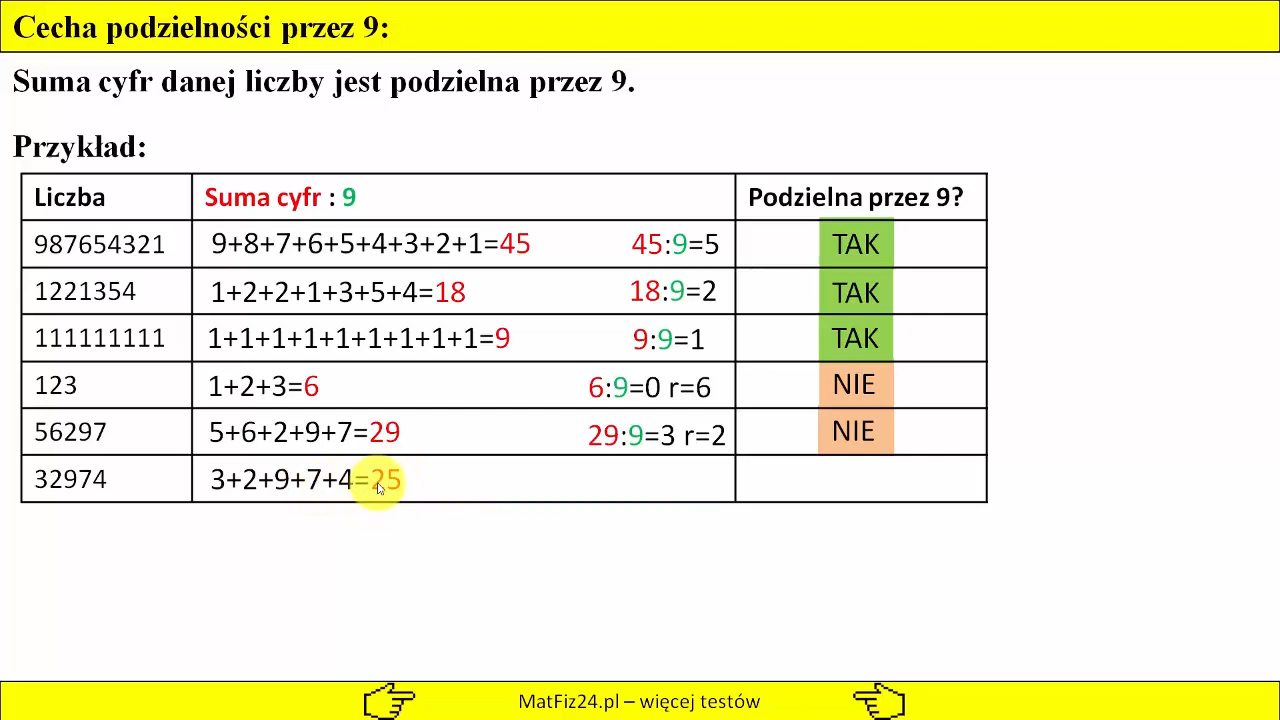 Cecha podzielności przez 9:
Suma cyfr danej liczby jest podzielna przez 9.
Przykład:
Liczba Suma cyfr : 9 Podzielna przez 9?
987654321 9+8+7+6+5+4+3+2+1=45 45:9=5 TAK
1221354 1+2+2+1+3+5+4=18 18:9=2 TAK
111111111 1+1+1+1+1+1+1+1+1=9 9:9=1 TAK
123 1+2+3=6 6:9=0 r=6 NIE
56297 5+6+2+9+7=29 29:9=3 r=2 NIE
32974 3+2+9+7+4=25
MatFiz24.pl – więcej testów